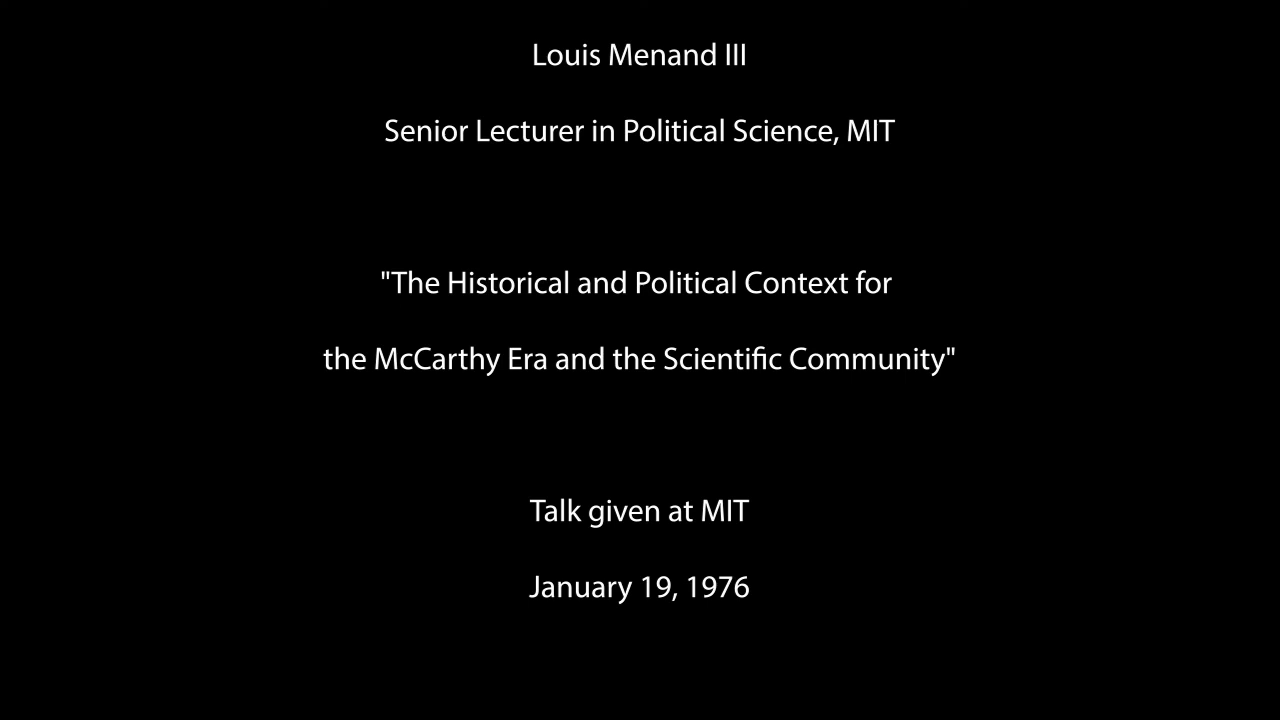 Louis Menand III
Senior Lecturer in Political Science, MIT
"The Historical and Political Context for
the McCarthy Era and the Scientific Community"
Talk given at MIT
January 19, 1976